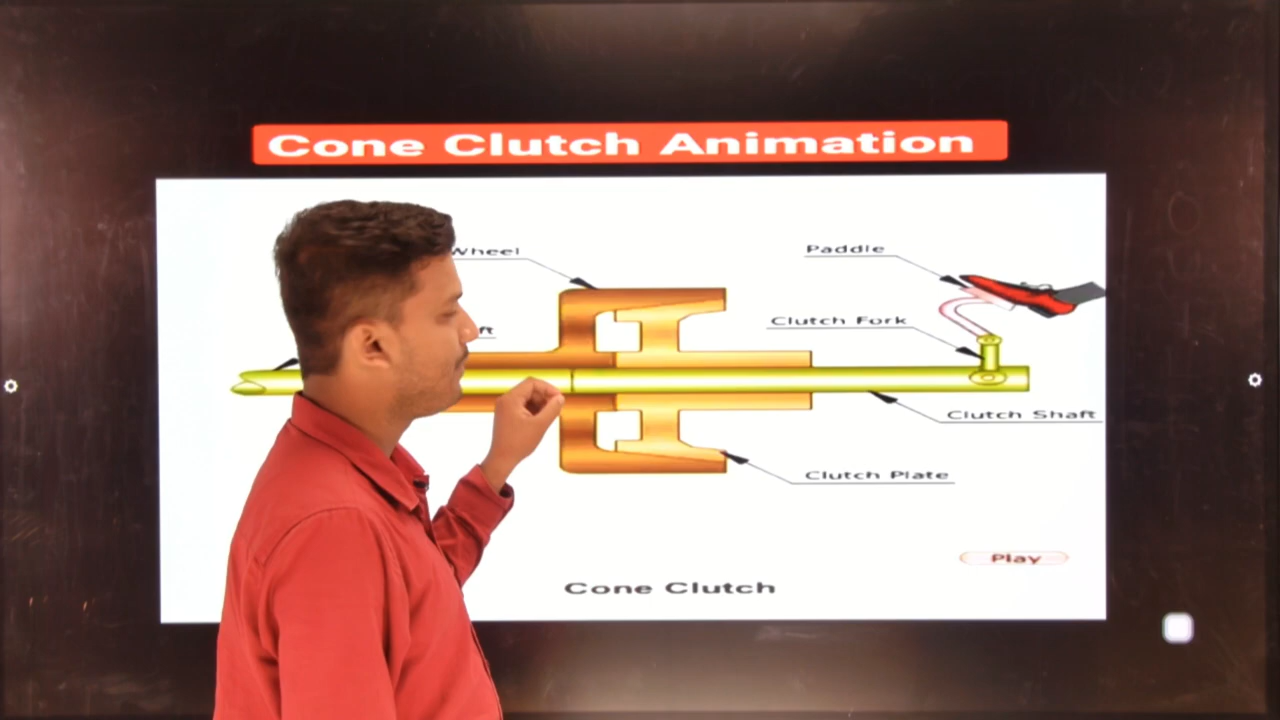 Cone Clutch Animation
Wheel
Paddle
Clutch Fork
Clutch Shaft
Clutch Plate
Play
Cone Clutch